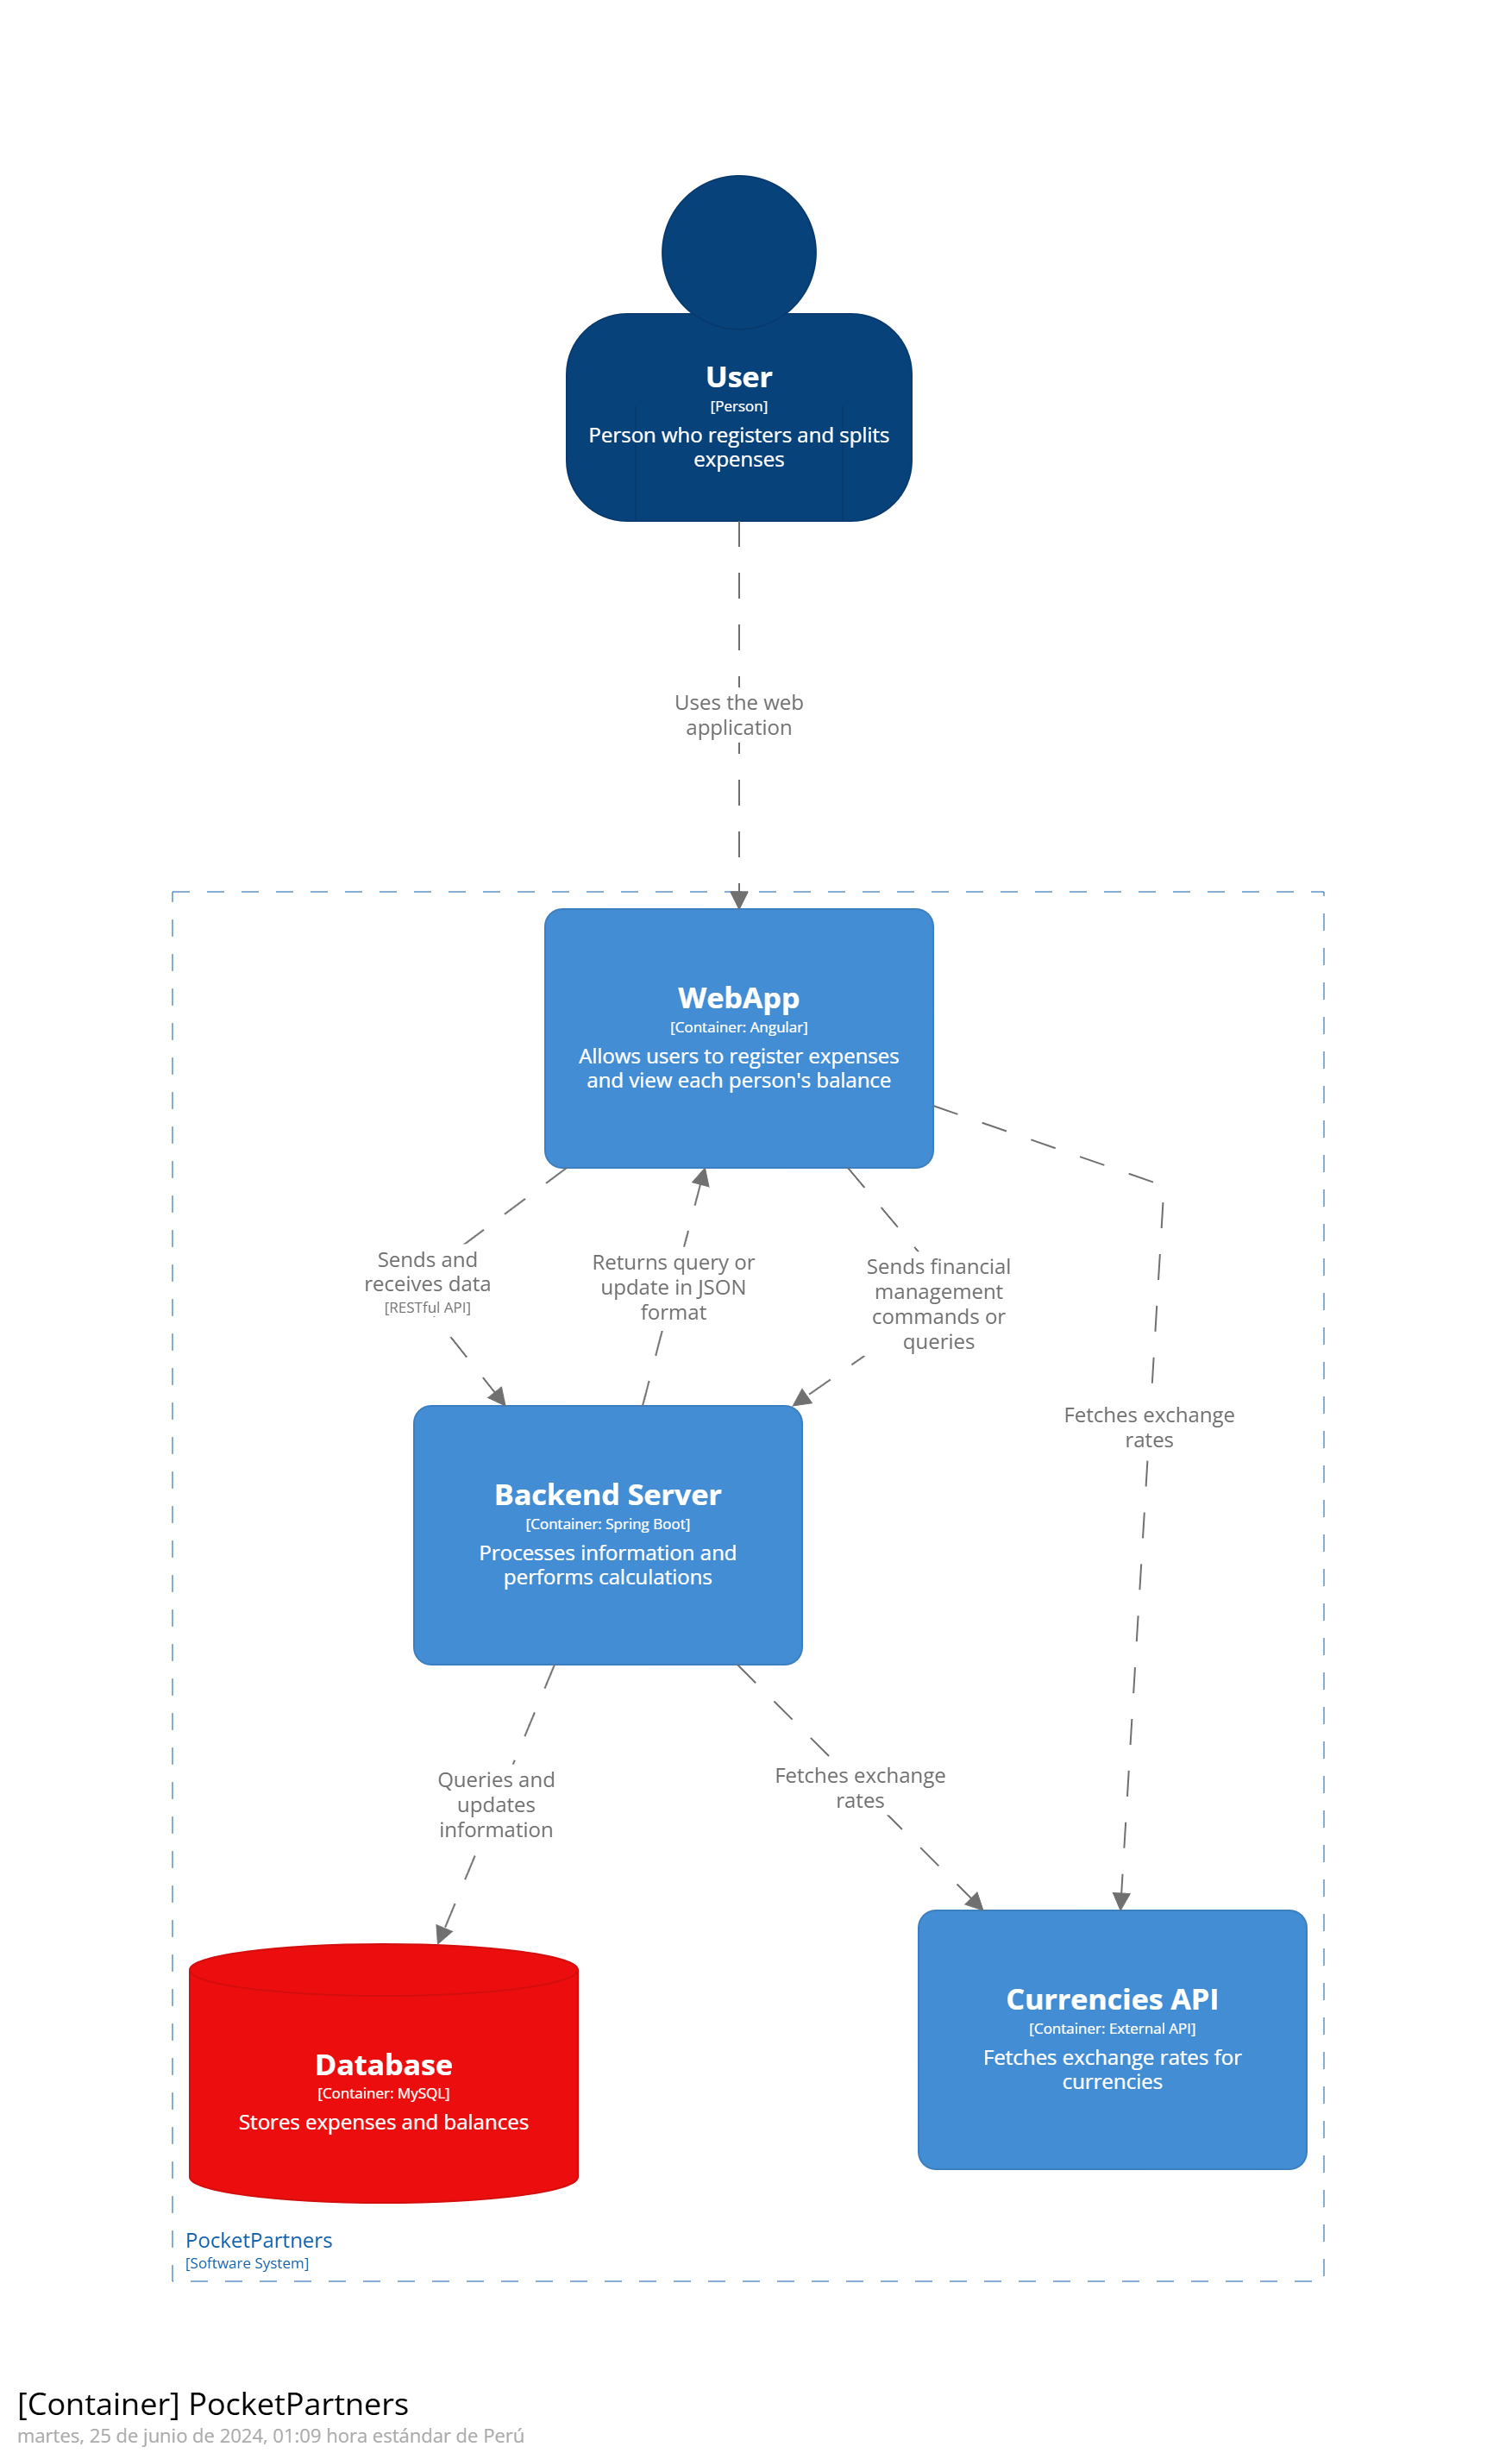 User
[Person]
Person who registers and splits
expenses
Uses the web
application
WebApp
[Container: Angular]
Allows users to register expenses
and view each person's balance
Sends and
receives data
[RESTful API]
Returns query or
update in JSON
format
Sends financial
management
commands or
queries
Fetches exchange
rates
Backend Server
[Container: Spring Boot]
Processes information and
performs calculations
Queries and
updates
information
Fetches exchange
rates
Database
[Container: MySQL]
Stores expenses and balances
Currencies API
[Container: External API]
Fetches exchange rates for
currencies
PocketPartners
[Software System]
[Container] PocketPartners
martes, 25 de junio de 2024, 01:09 hora estándar de Perú